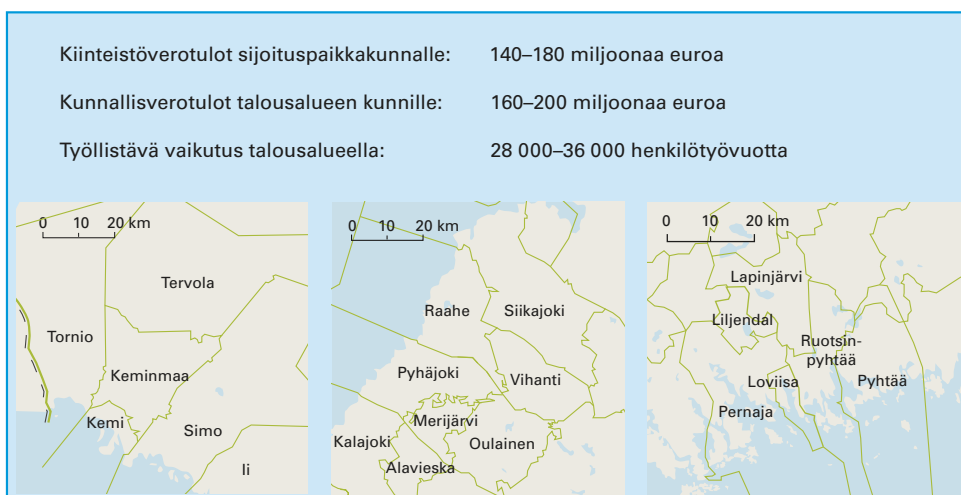 Kiinteistöverotulot sijoituspaikkakunnalle: 140–180 miljoonaa euroa
Kunnallisverotulot talousalueen kunnille: 160–200 miljoonaa euroa
Työllistävä vaikutus talousalueella: 28 000–36 000 henkilötyövuotta
0 10 20 km
Tervola
Tornio
Keminmaa
Kemi
Simo
Ii
0 10 20 km
Raahe
Siikajoki
Pyhäjoki
Vihanti
Merijärvi
Kalajoki
Oulainen
Alavieska
0 10 20 km
Lapinjärvi
Liljendal
Ruotsin-
pyhtää
Loviisa
Pyhtää
Pernaja